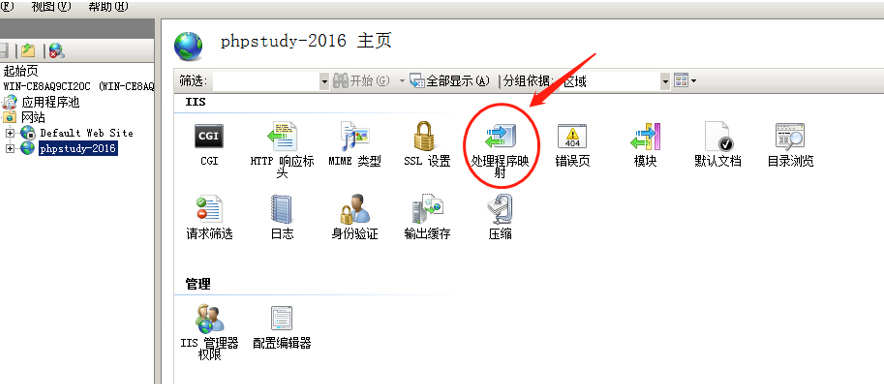 (F) 视图(V) 帮助(H)
起始页
WIN-CE8AQ9CI20C (WIN-CE8AQ
应用程序池
网站
Default Web Site
phpstudy-2016
phpstudy-2016 主页
筛选: 开始(G) 全部显示(A) 分组依据: 区域
IIS
CGI
CGI
HTTP 响应标
头
MIME 类型
SSL 设置
处理程序映
射
404
错误页
模块
默认文档
目录浏览
请求筛选
日志
身份验证
输出缓存
压缩
管理
IIS 管理器
权限
配置编辑器